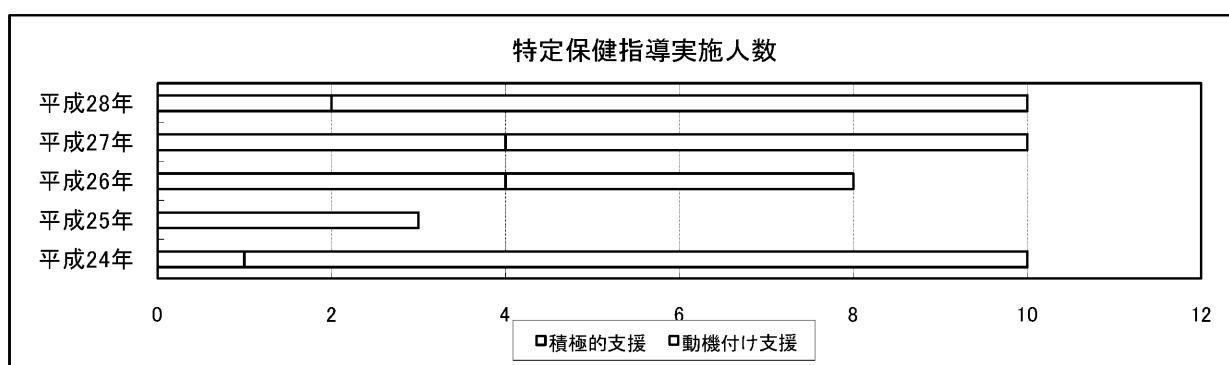 特定保健指導実施人数
平成28年
平成27年
平成26年
平成25年
平成24年
0 2 4 6 8 10 12
積極的支援 動機付け支援